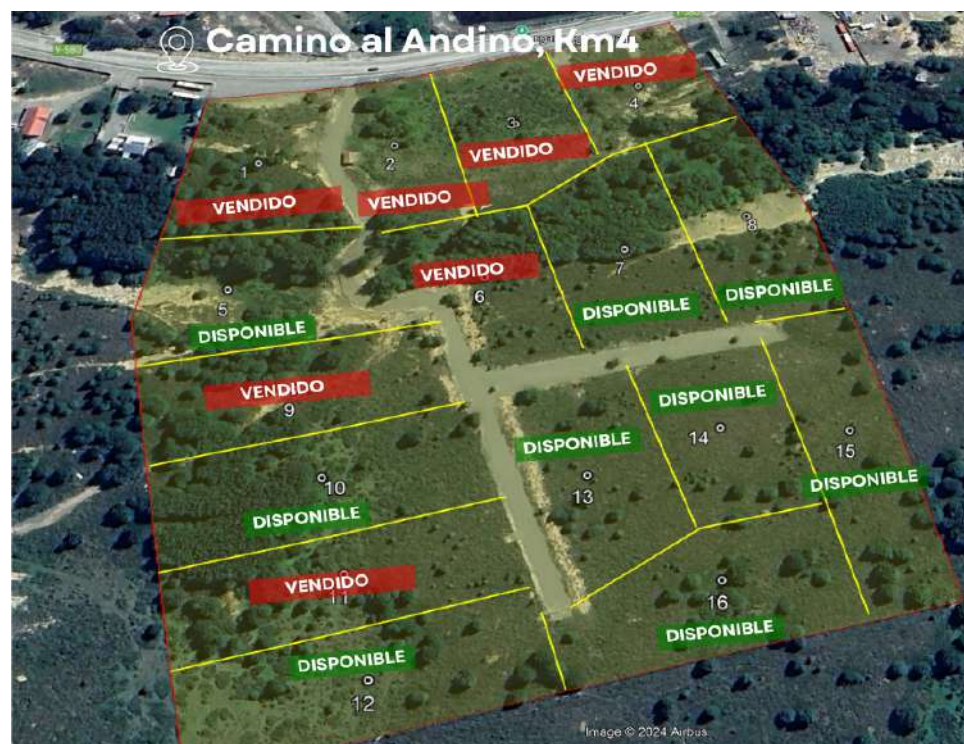 V-590
Camino al Andino, Km4
VENDIDO
4
3
2
1
VENDIDO
VENDIDO
VENDIDO
8
7
VENDIDO
6
5
DISPONIBLE
DISPONIBLE
DISPONIBLE
VENDIDO
9
DISPONIBLE
14
DISPONIBLE
15
13
DISPONIBLE
10
DISPONIBLE
VENDIDO
11
16
DISPONIBLE
DISPONIBLE
12
Image © 2024 Airbus